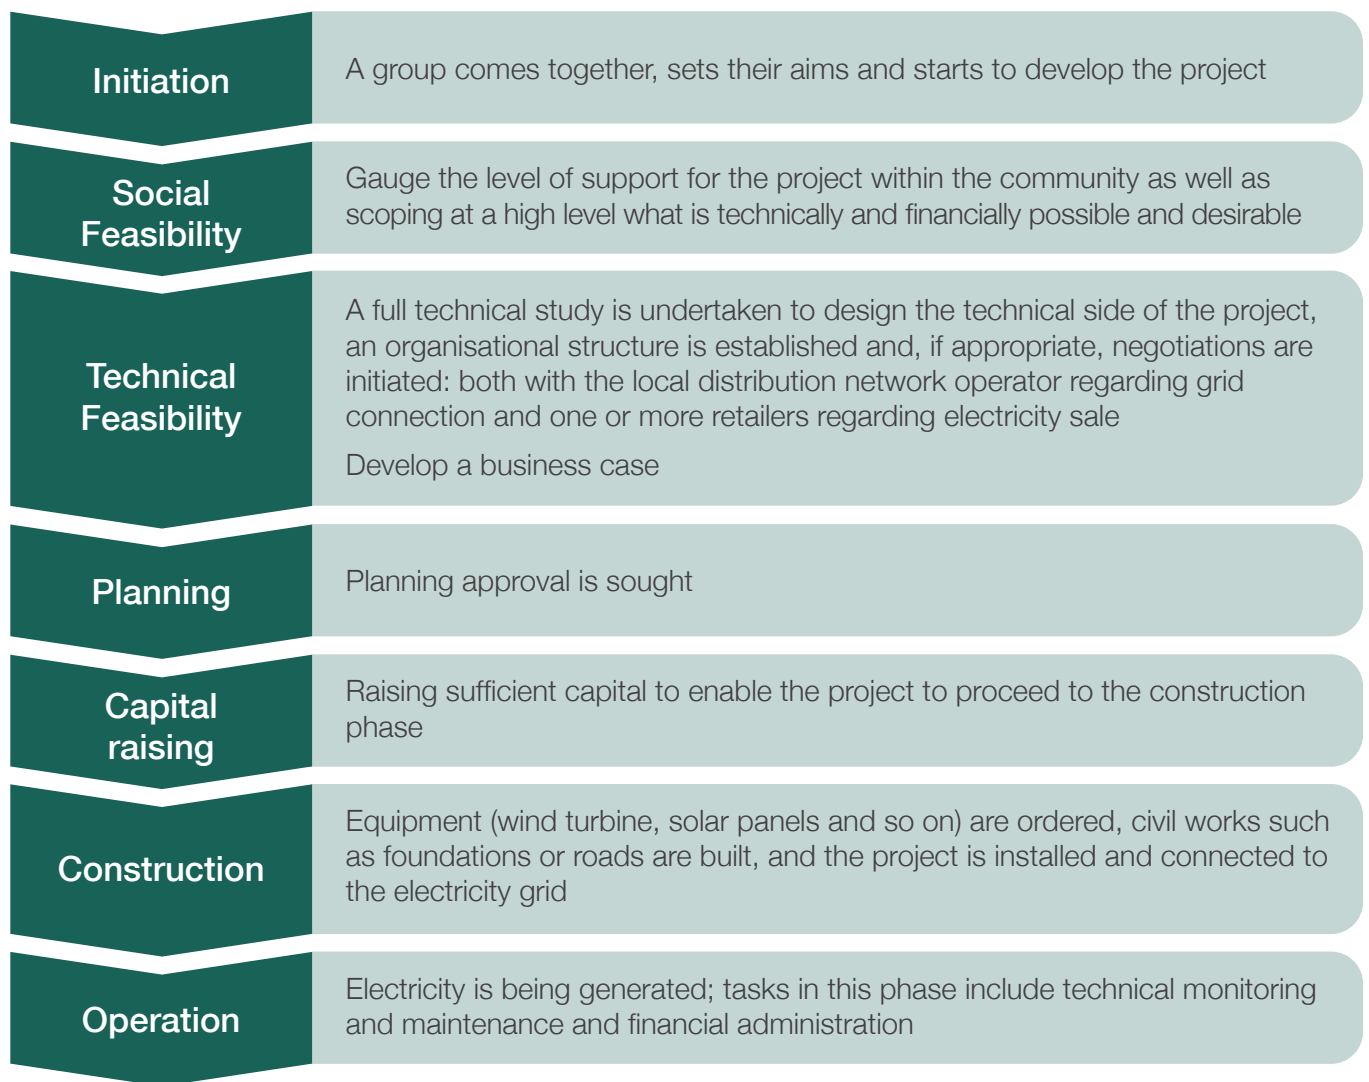 Initiation
A group comes together, sets their aims and starts to develop the project
Social
Feasibility
Gauge the level of support for the project within the community as well as
scoping at a high level what is technically and financially possible and desirable
Technical
Feasibility
A full technical study is undertaken to design the technical side of the project,
an organisational structure is established and, if appropriate, negotiations are
initiated: both with the local distribution network operator regarding grid
connection and one or more retailers regarding electricity sale
Develop a business case
Planning
Planning approval is sought
Capital
raising
Raising sufficient capital to enable the project to proceed to the construction
phase
Construction
Equipment (wind turbine, solar panels and so on) are ordered, civil works such
as foundations or roads are built, and the project is installed and connected to
the electricity grid
Operation
Electricity is being generated; tasks in this phase include technical monitoring
and maintenance and financial administration